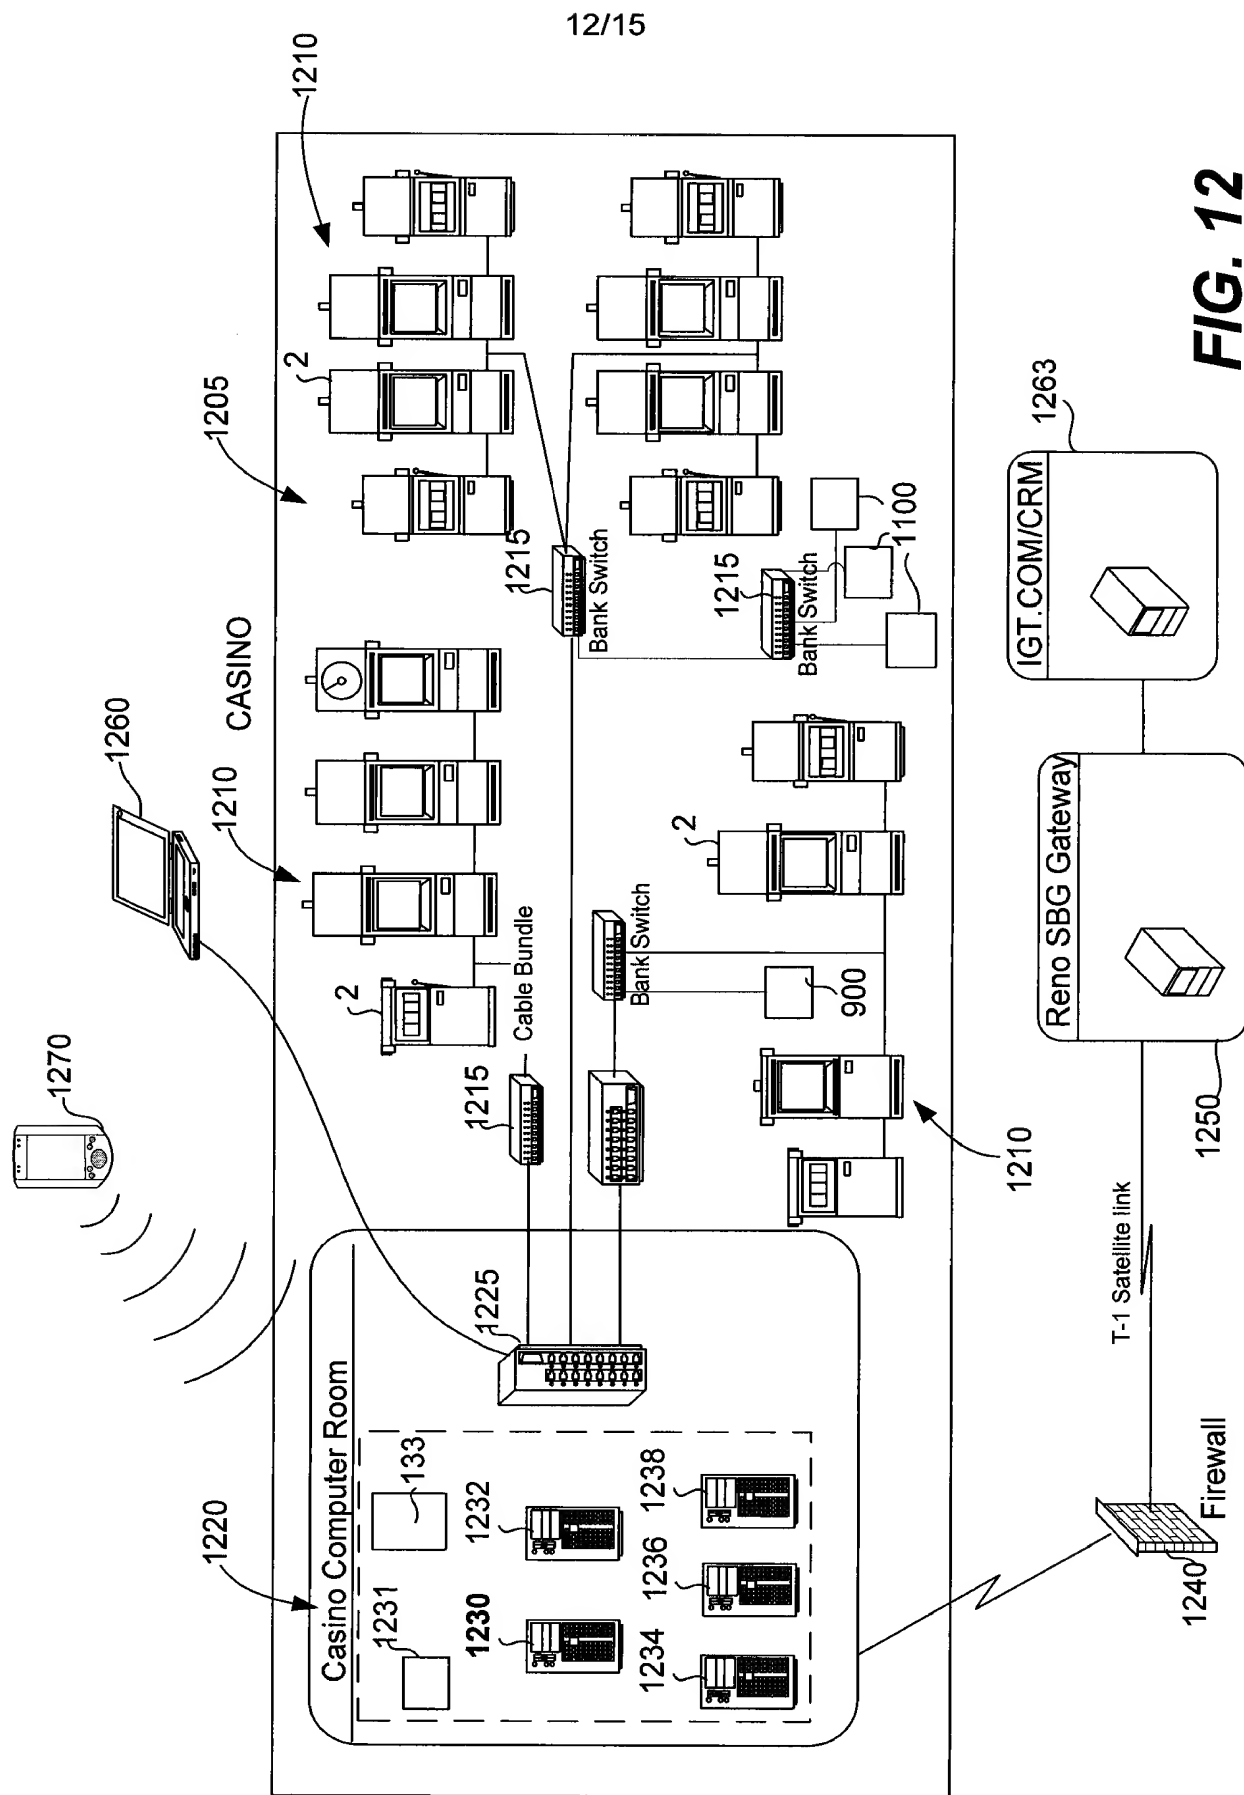 12/15
1210
1205
2
1215
Bank Switch
1215
Bank Switch
1100
CASINO
1260
1210
2
Cable Bundle
1215
Bank Switch
900
2
1210
1270
1225
1220
Casino Computer Room
133
1231
1232
1230
1238
1236
1234
1240
Firewall
T-1 Satellite link
1250
Reno SBG Gateway
IGT.COM/CRM
1263
FIG. 12